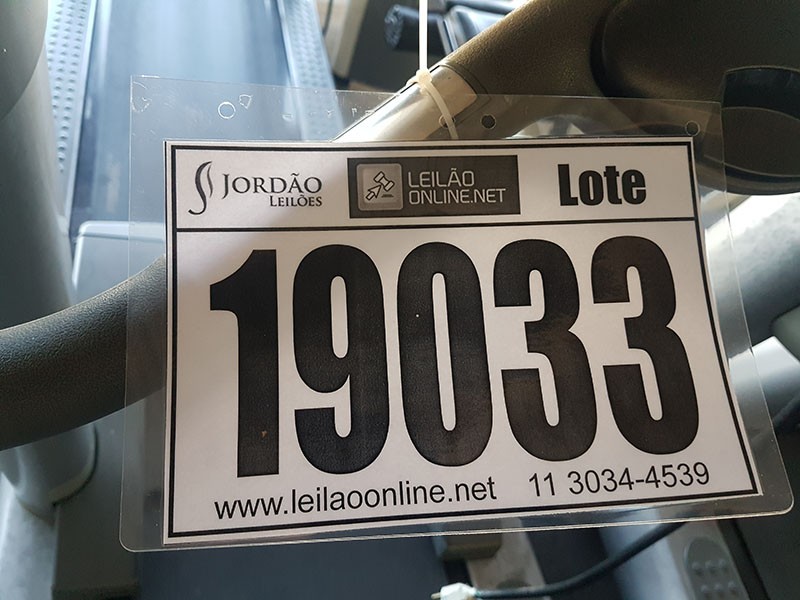 JORDÃO
LEILÕES
LEILÃO
ONLINE.NET
Lote
19033
www.leilaoonline.net 11 3034-4539